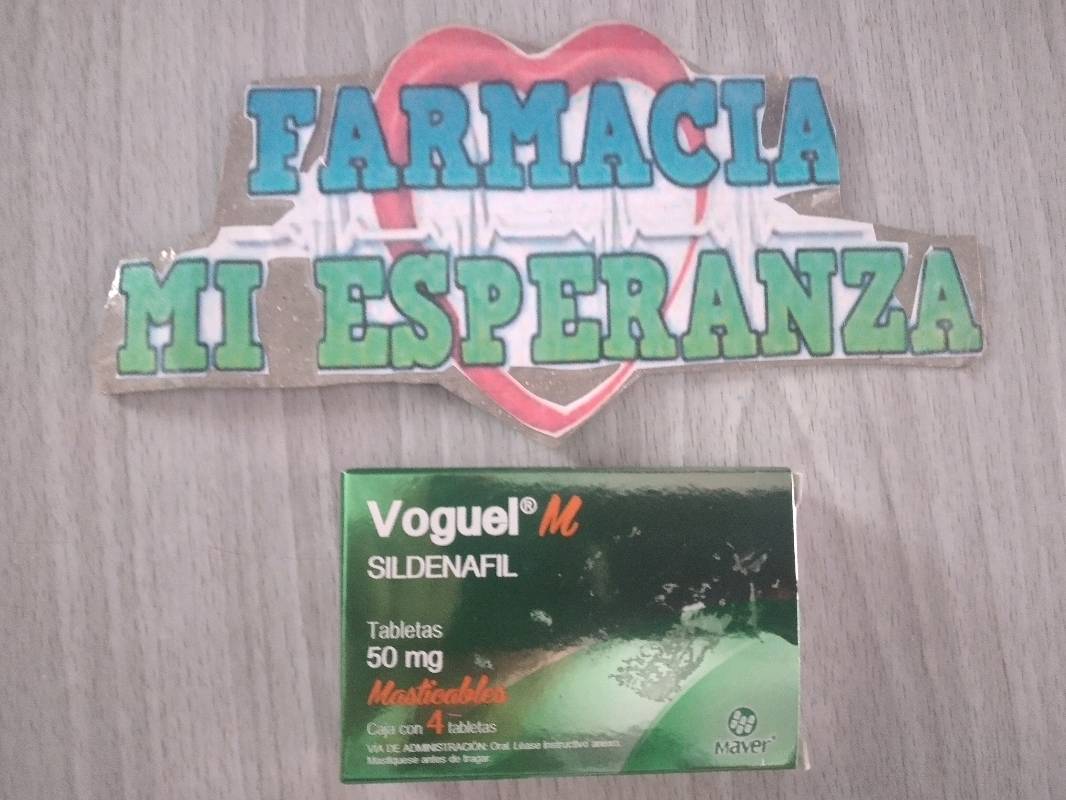 FARMACIA
MI ESPERANZA
Voguel® M
SILDENAFIL
Tabletas
50 mg
Masticables
Caja con 4 tabletas
VÍA DE ADMINISTRACIÓN: Oral. Léase instructivo anexo.
Mastíquese antes de tragar.
Maver®